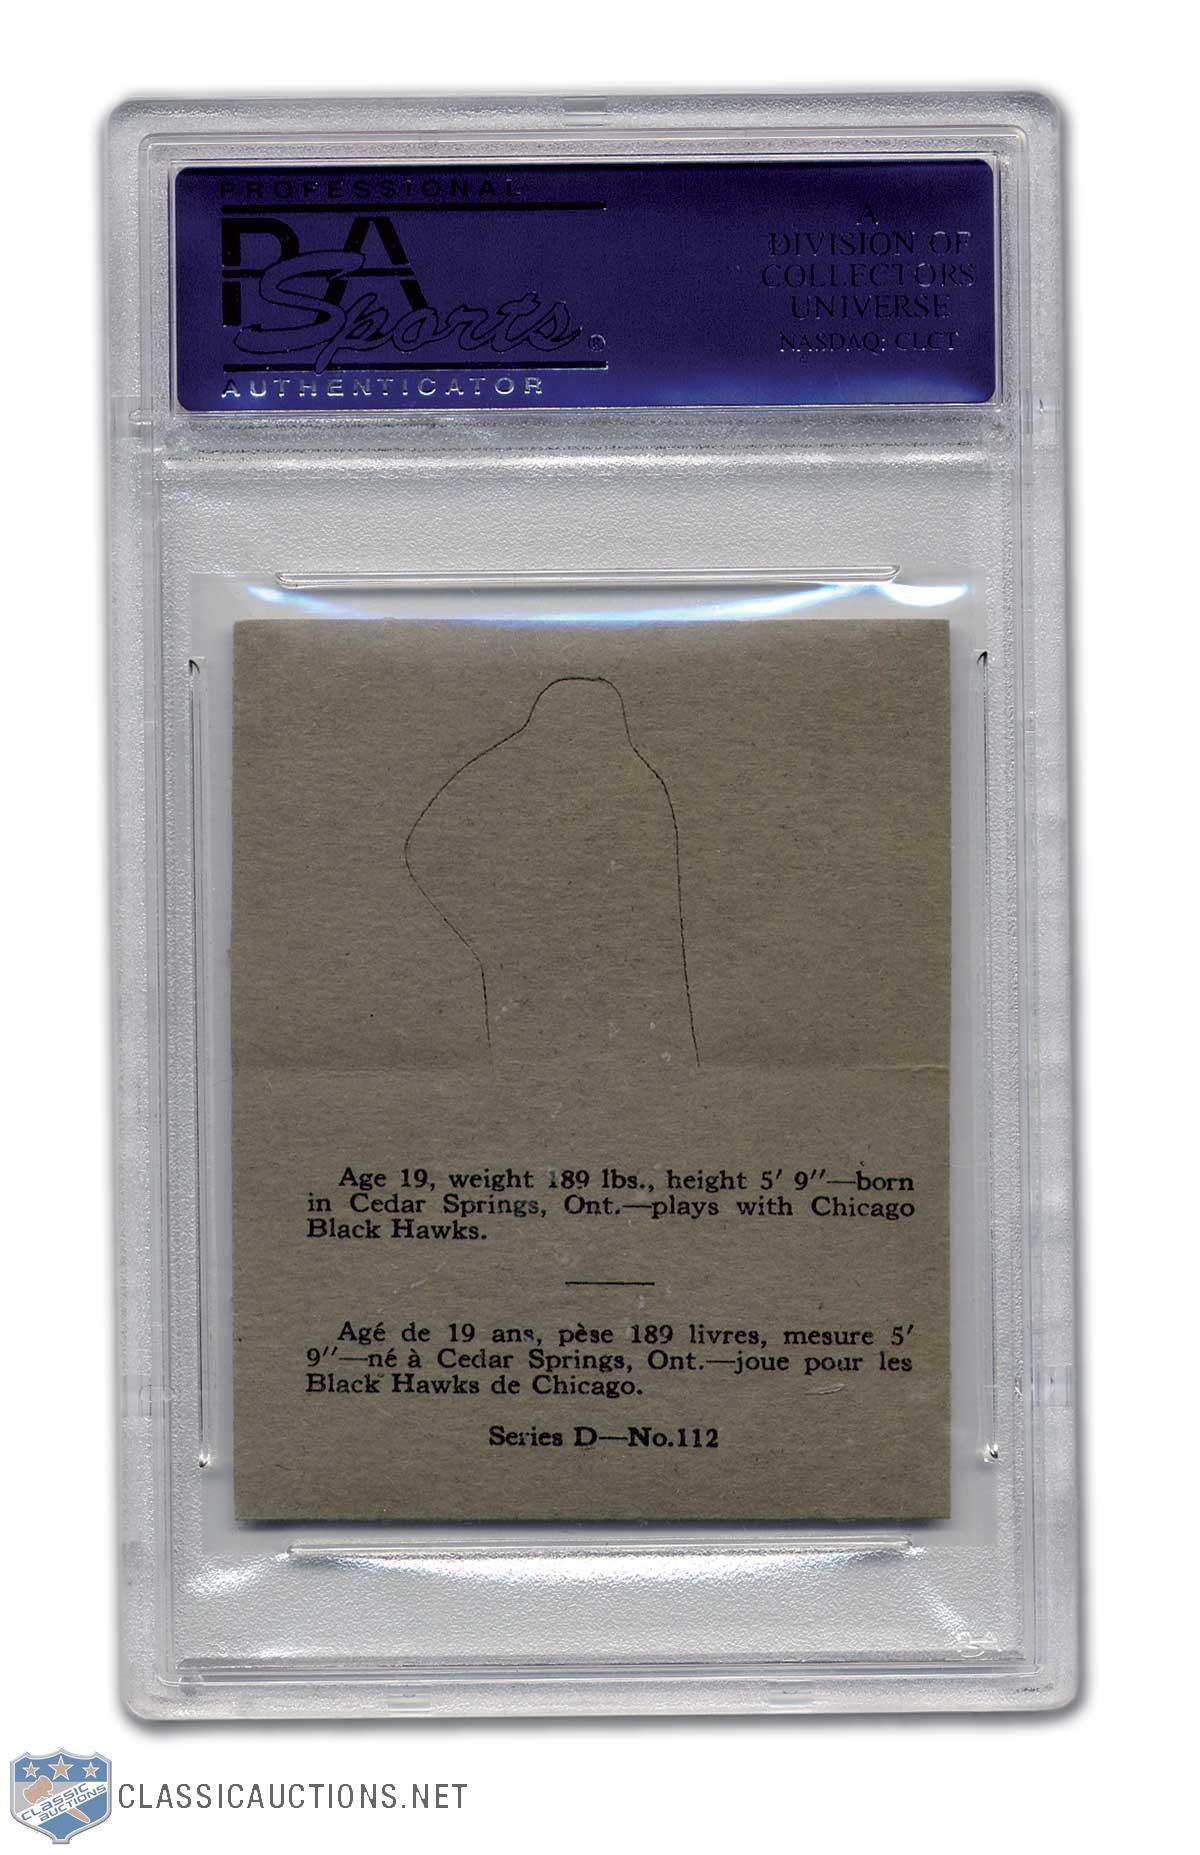 PROFESSIONAL
PSA
Sports®
AUTHENTICATOR
A
DIVISION OF
COLLECTORS
UNIVERSE
NASDAQ: CLCT
Age 19, weight 189 lbs., height 5′ 9″—born
in Cedar Springs, Ont.—plays with Chicago
Black Hawks.
Agé de 19 ans, pèse 189 livres, mesure 5′
9″—né à Cedar Springs, Ont.—joue pour les
Black Hawks de Chicago.
Series D—No.112
PSA
CLASSIC
AUCTIONS
CLASSICAUCTIONS.NET